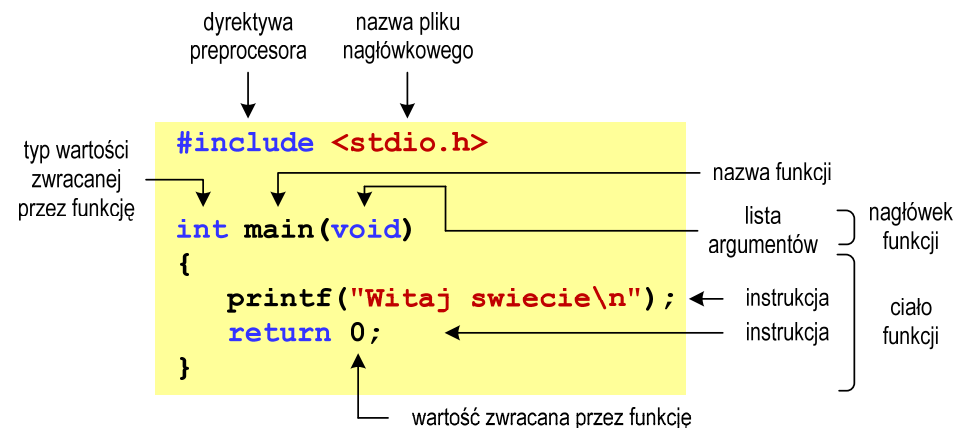 dyrektywa
preprocesora
nazwa pliku
nagłówkowego
#include <stdio.h>
typ wartości
zwracanej
przez funkcję
nazwa funkcji
int main(void)
lista
argumentów
nagłówek
funkcji
{
printf("Witaj swiecie\n");
instrukcja
return 0;
instrukcja
ciało
funkcji
}
wartość zwracana przez funkcję